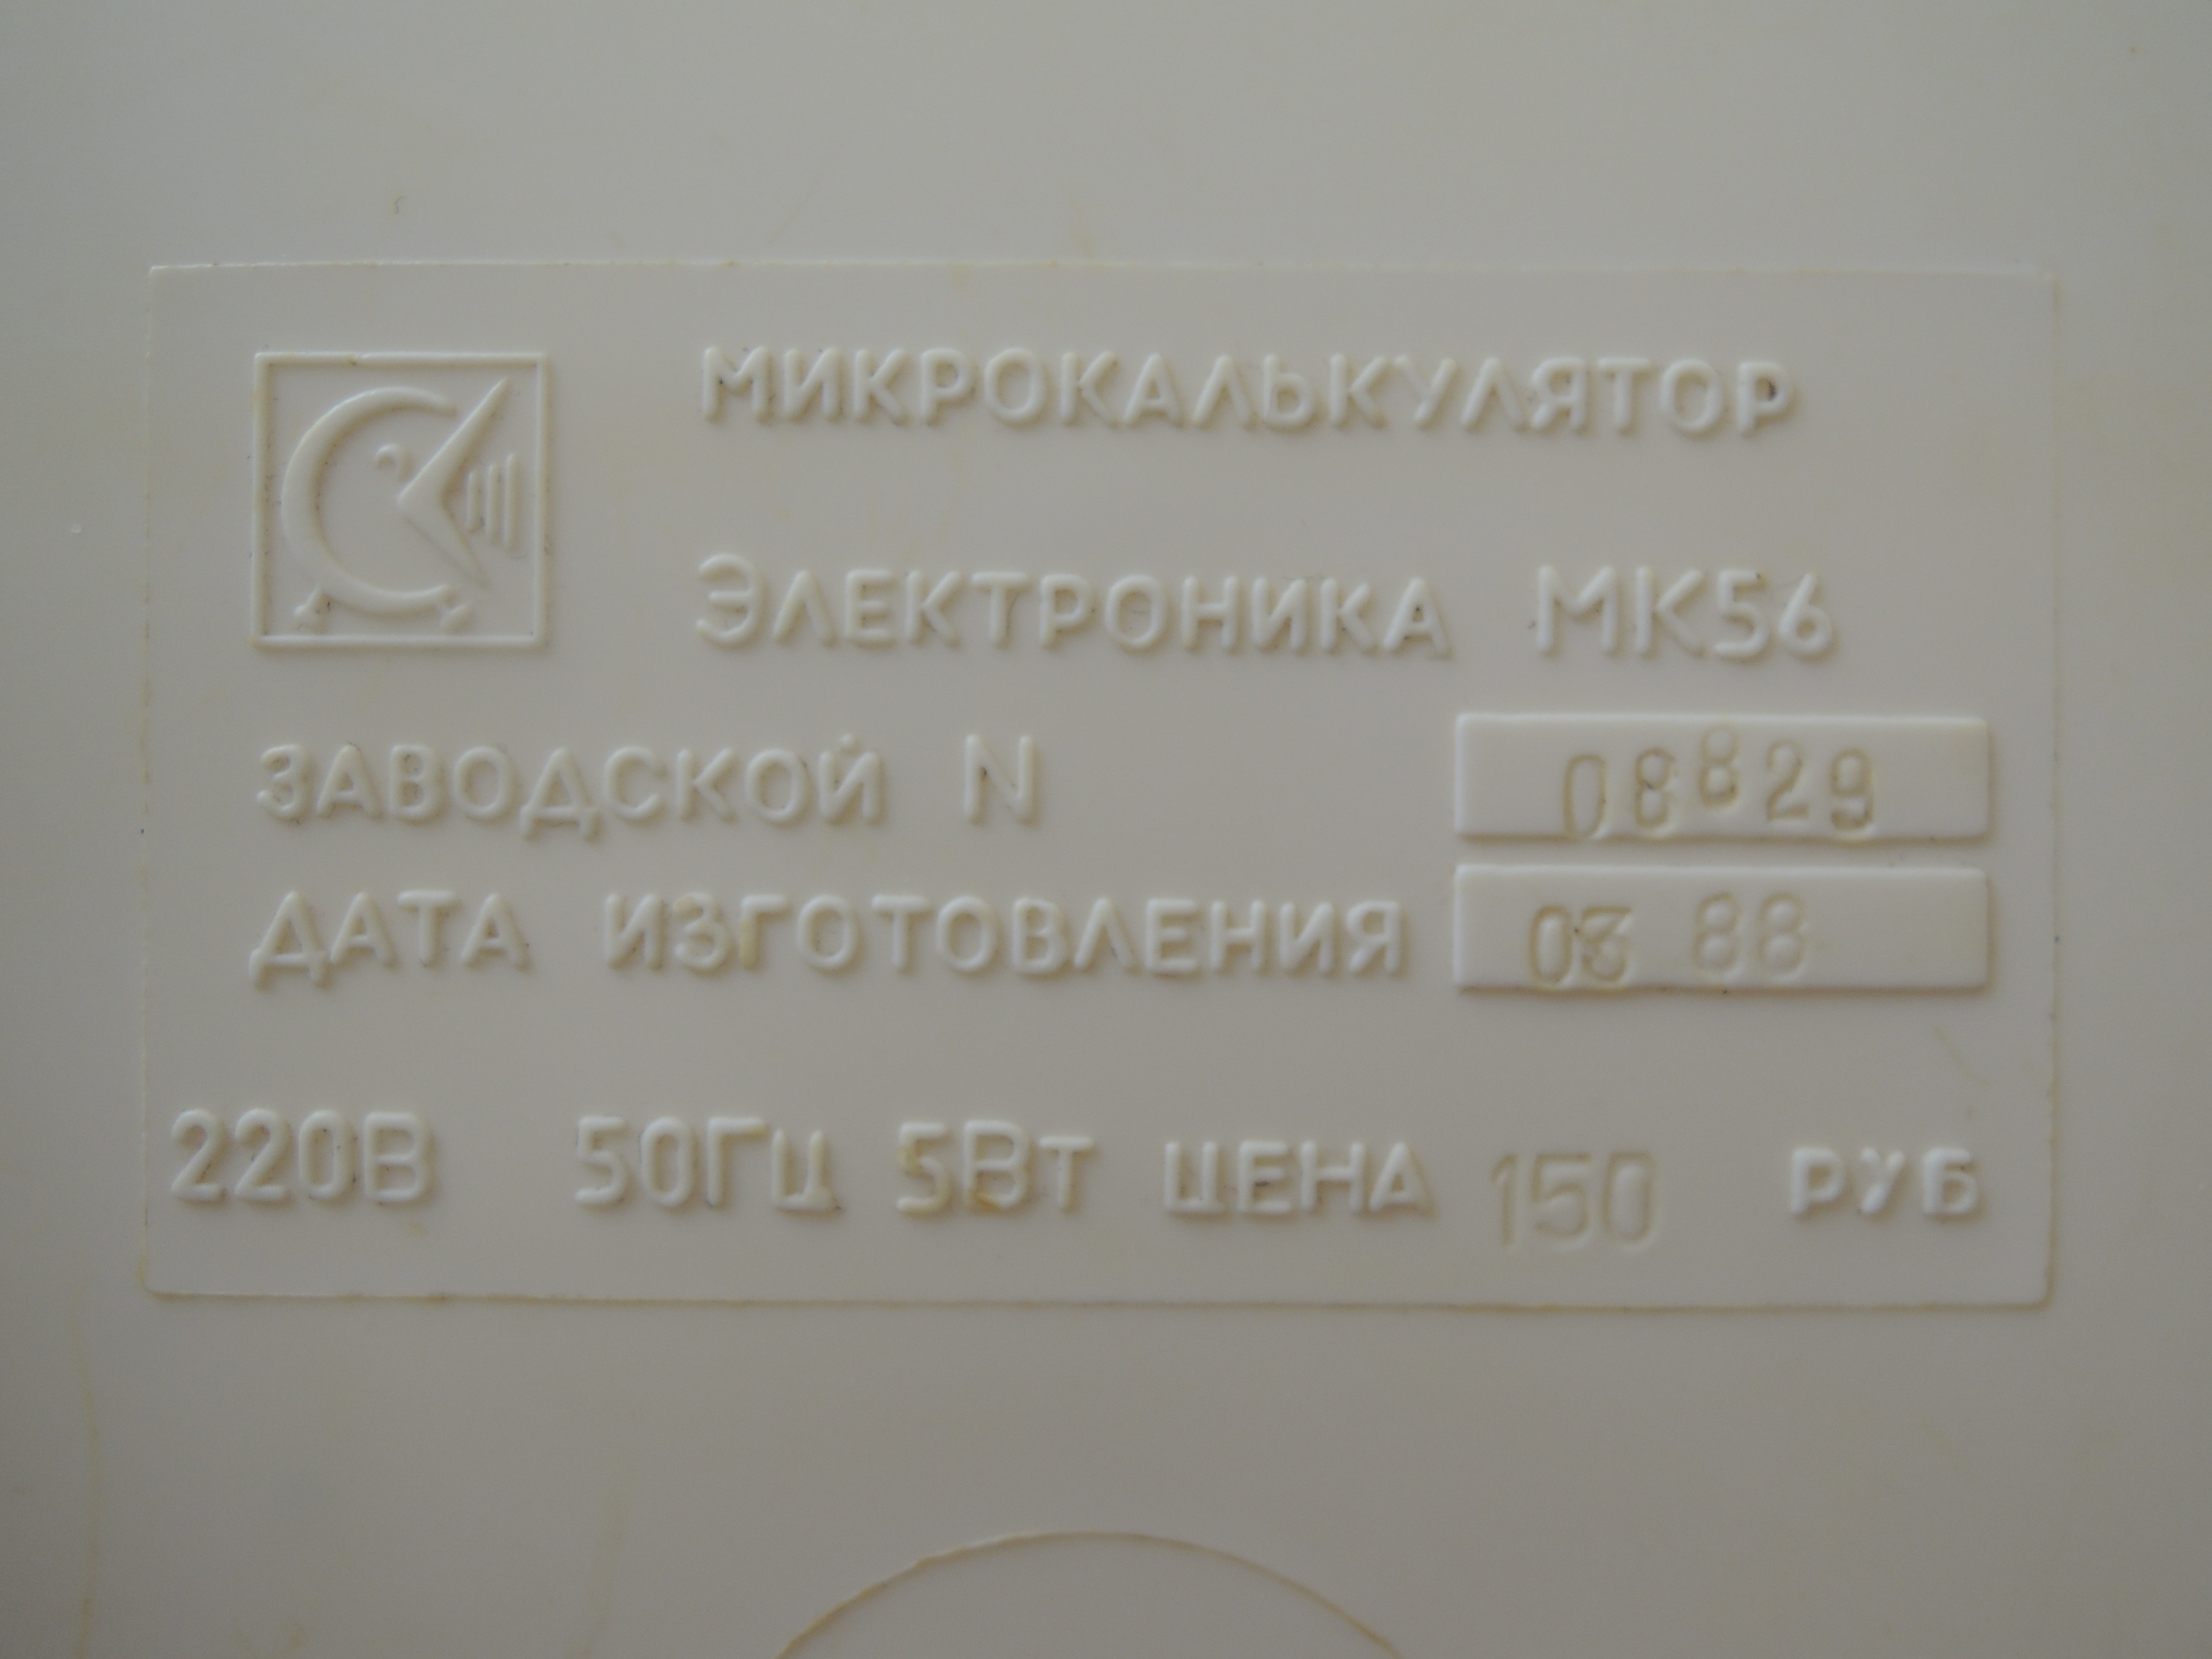 МИКРОКАЛЬКУЛЯТОР
ЭЛЕКТРОНИКА МК56
ЗАВОДСКОЙ N 08829
ДАТА ИЗГОТОВЛЕНИЯ 03 88
220В 50Гц 5Вт ЦЕНА 150 РУБ